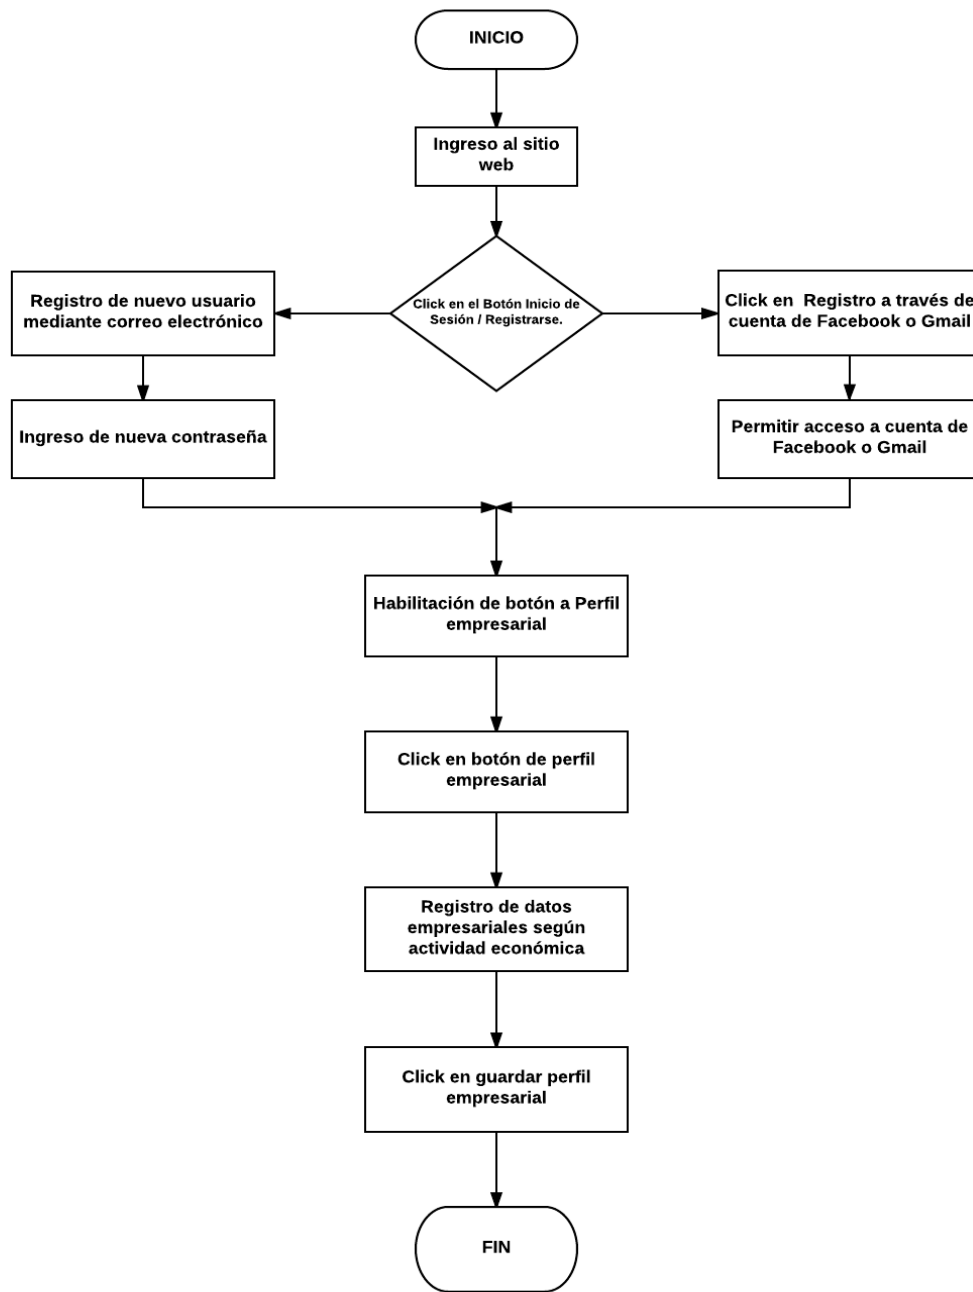 INICIO
Ingreso al sitio
web
Click en el Botón Inicio de
Sesión / Registrarse.
Registro de nuevo usuario
mediante correo electrónico
Ingreso de nueva contraseña
Click en  Registro a través de
cuenta de Facebook o Gmail
Permitir acceso a cuenta de
Facebook o Gmail
Habilitación de botón a Perfil
empresarial
Click en botón de perfil
empresarial
Registro de datos
empresariales según
actividad económica
Click en guardar perfil
empresarial
FIN